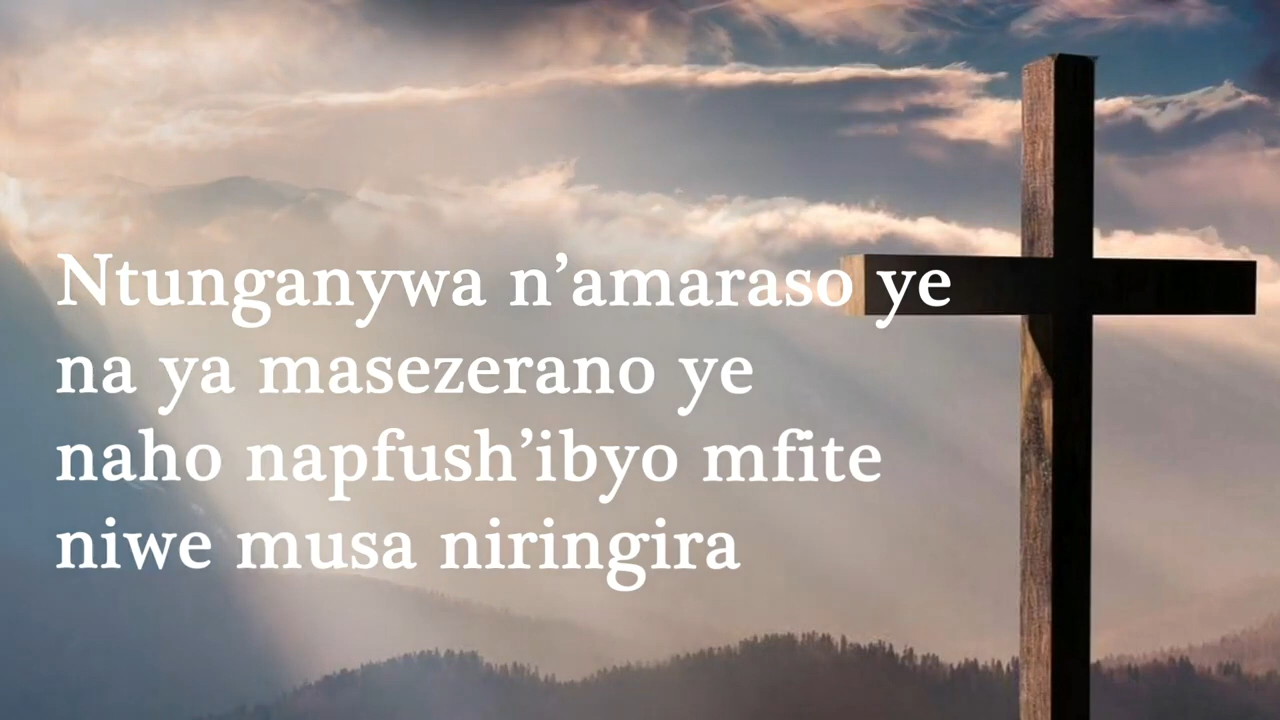 Ntunganywa n’amaraso ye
na ya masezerano ye
naho napfush’ibyo mfite
niwe musa niringira